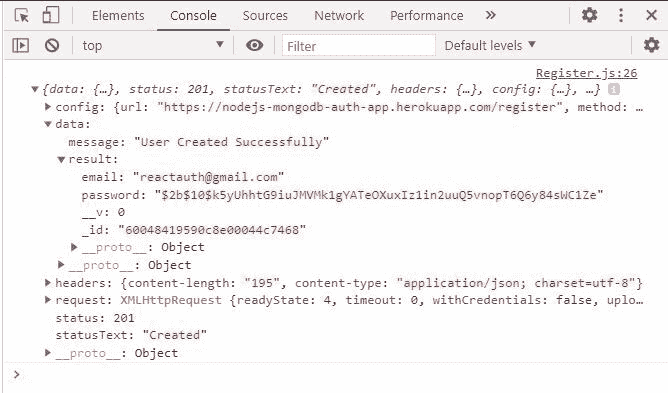 Elements Console Sources Network Performance »
top Filter Default levels
Register.js:26
{data: {…}, status: 201, statusText: "Created", headers: {…}, config: {…}, …} i
config: {url: "https://nodejs-mongodb-auth-app.herokuapp.com/register", method: …
data:
message: "User Created Successfully"
result:
email: "reactauth@gmail.com"
password: "$2b$10$k5yUhhtG9iuJMVMk1gYATeOXuxIz1in2uuQ5vnopT6Q6y84sWC1Ze"
__v: 0
_id: "60048419590c8e00044c7468"
__proto__: Object
__proto__: Object
headers: {content-length: "195", content-type: "application/json; charset=utf-8"}
request: XMLHttpRequest {readyState: 4, timeout: 0, withCredentials: false, uplo…
status: 201
statusText: "Created"
__proto__: Object
>